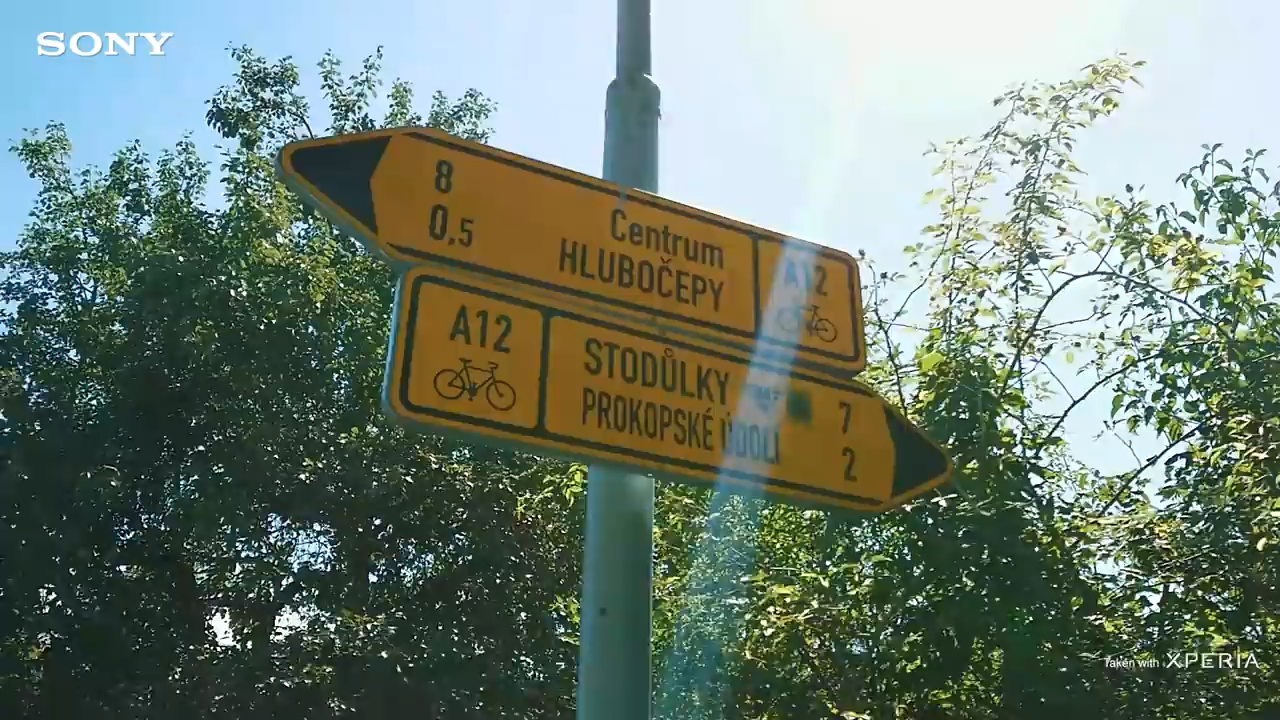 SONY
8 Centrum
0,5 HLUBOČEPY
A12
A12
STODŮLKY 7
PROKOPSKÉ ÚDOLÍ 2
Taken with XPERIA